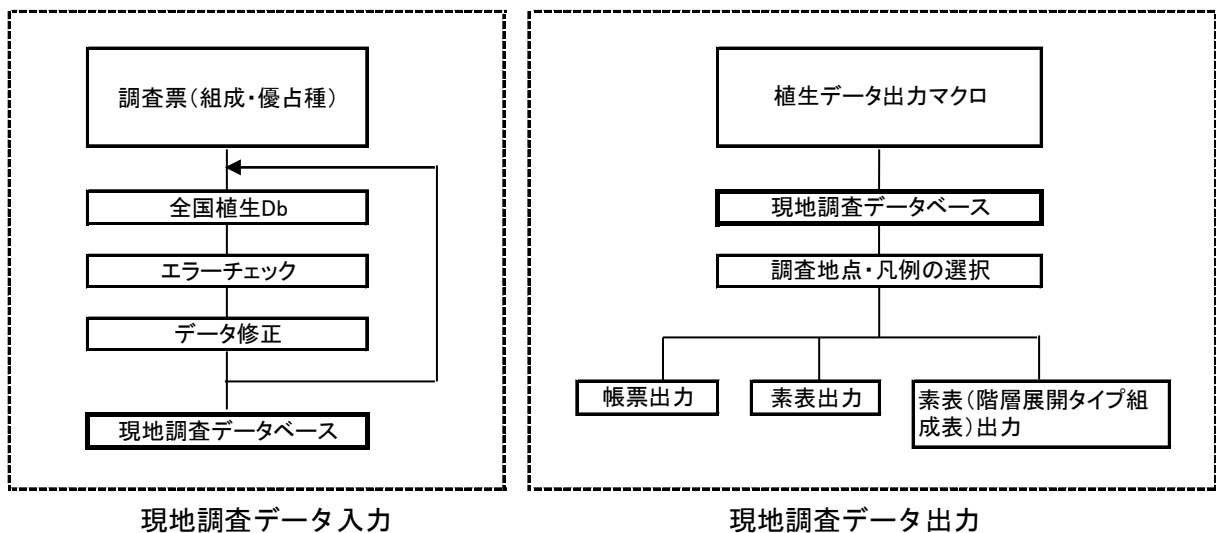 調査票(組成・優占種)
全国植生Db
エラーチェック
データ修正
現地調査データベース
現地調査データ入力
植生データ出力マクロ
現地調査データベース
調査地点・凡例の選択
帳票出力
素表出力
素表(階層展開タイプ組
成表)出力
現地調査データ出力